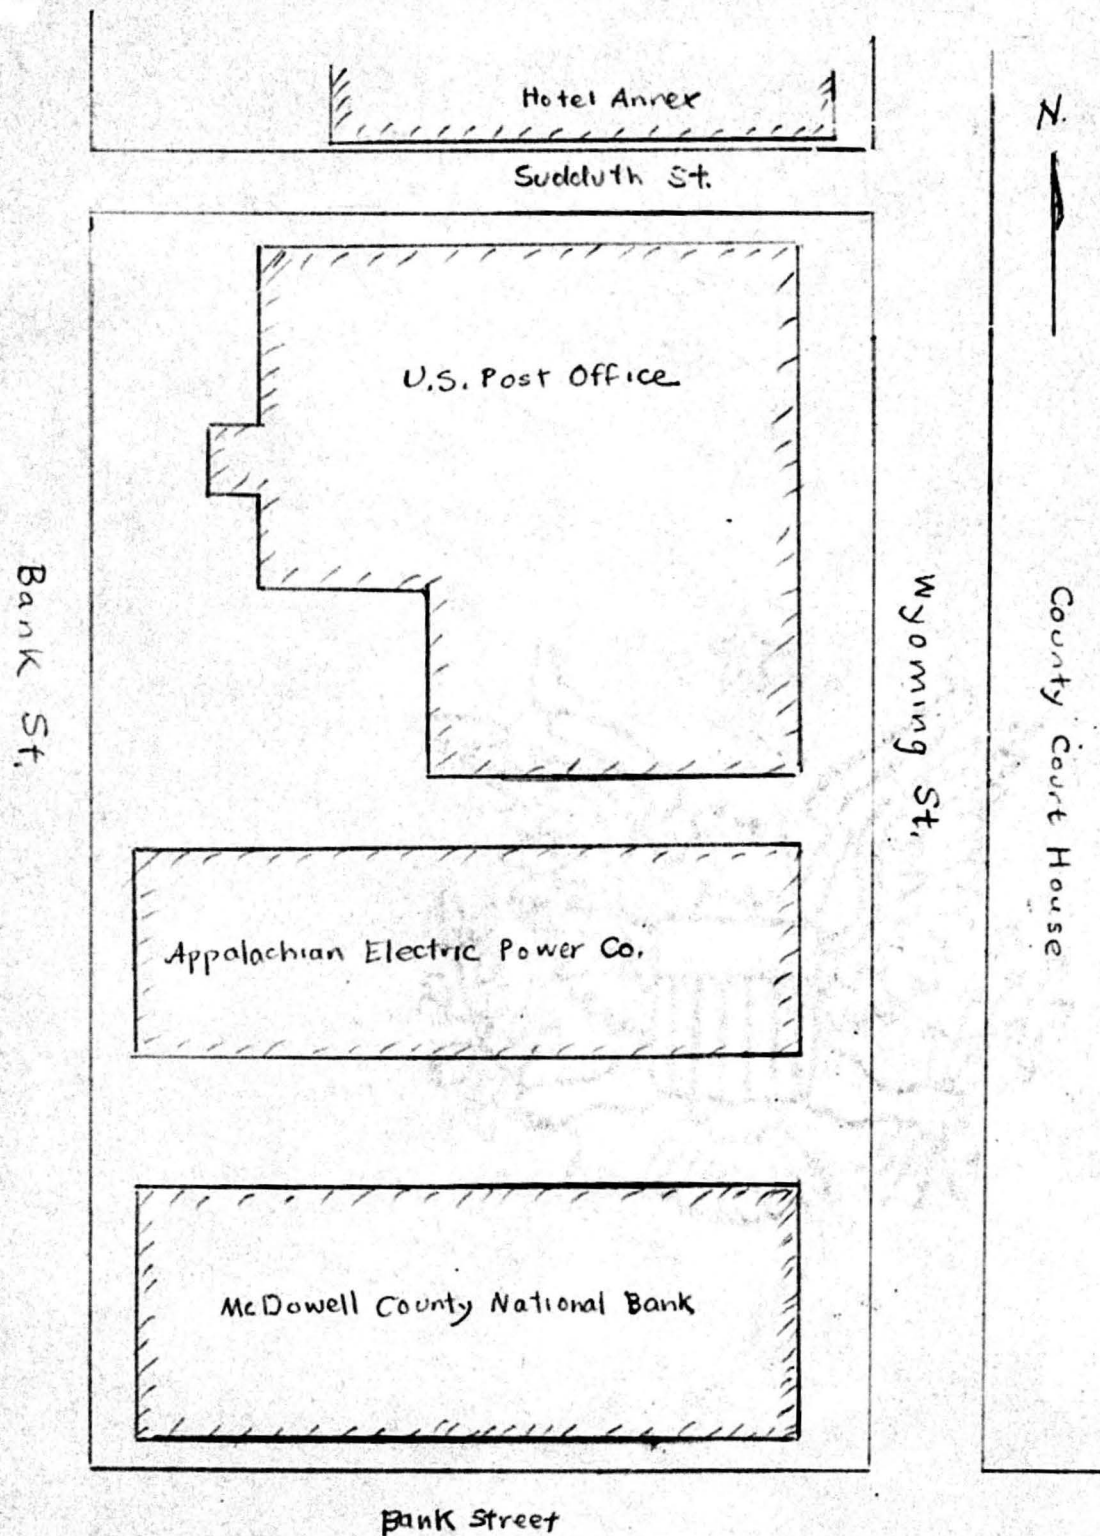 Hotel Annex
N.
Sudduth St.
U.S. Post Office
Bank St.
Wyoming St.
County Court House
Appalachian Electric Power Co.
McDowell County National Bank
Bank Street